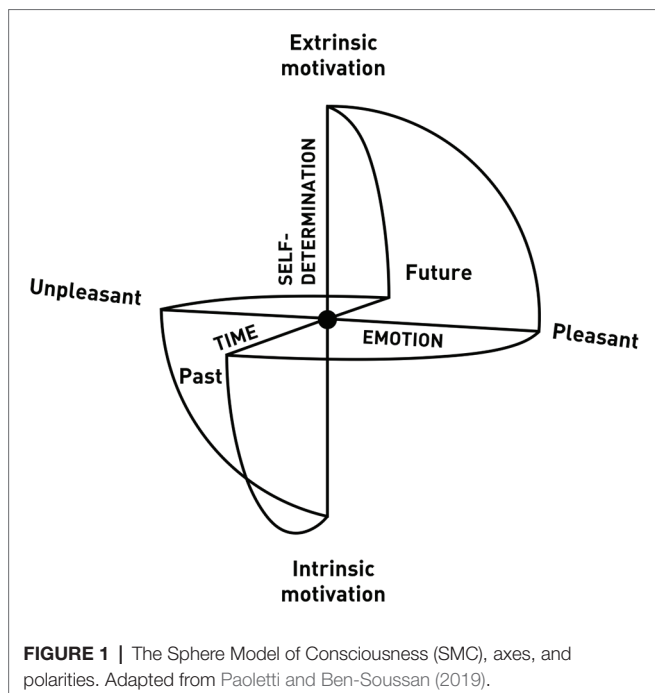 Extrinsic
motivation
SELF-
DETERMINATION
Future
Unpleasant
TIME
EMOTION
Pleasant
Past
Intrinsic
motivation
FIGURE 1 | The Sphere Model of Consciousness (SMC), axes, and
polarities. Adapted from Paoletti and Ben-Soussan (2019).